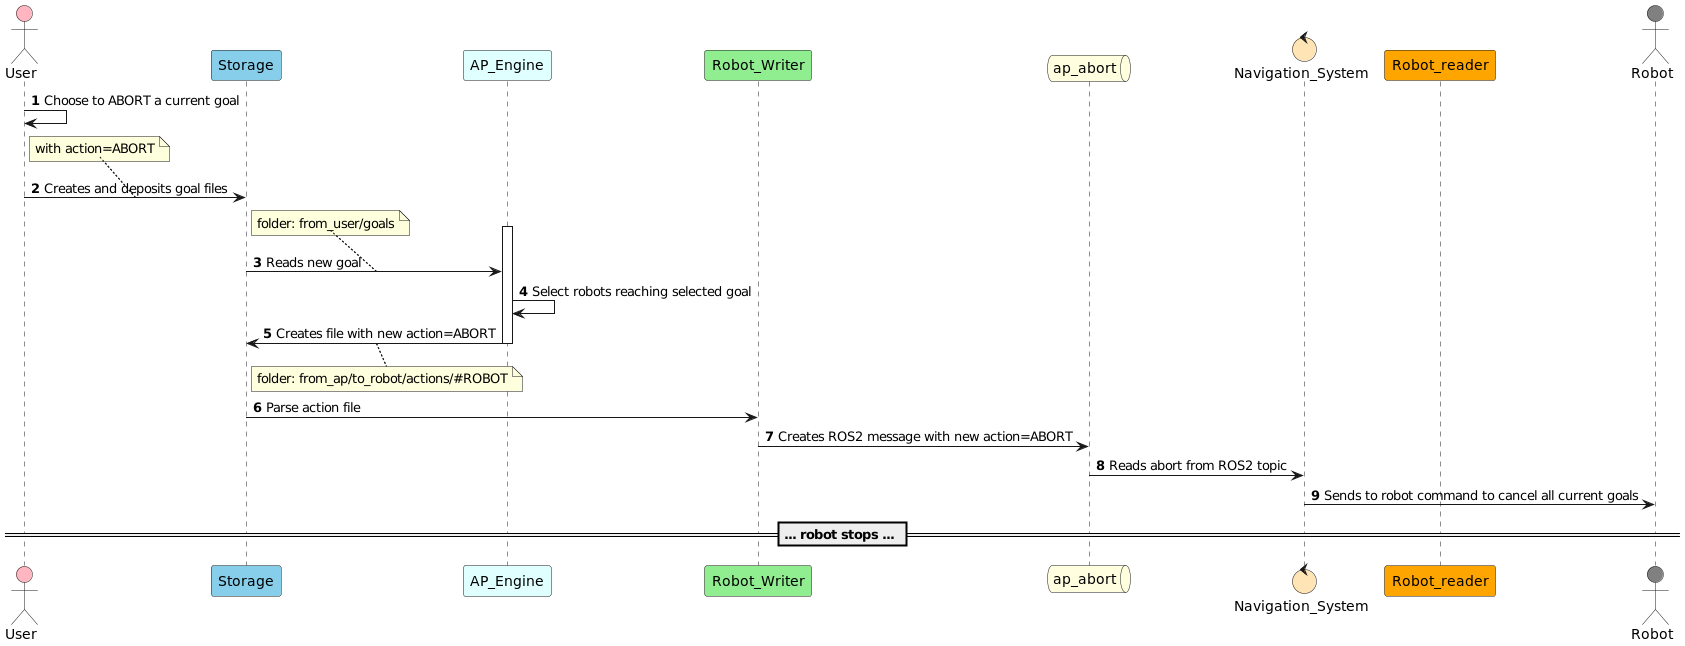 User
Storage
AP_Engine
Robot_Writer
ap_abort
Navigation_System
Robot_reader
Robot
1 Choose to ABORT a current goal
with action=ABORT
2 Creates and deposits goal files
folder: from_user/goals
3 Reads new goal
4 Select robots reaching selected goal
5 Creates file with new action=ABORT
folder: from_ap/to_robot/actions/#ROBOT
6 Parse action file
7 Creates ROS2 message with new action=ABORT
8 Reads abort from ROS2 topic
9 Sends to robot command to cancel all current goals
... robot stops ...
User
Storage
AP_Engine
Robot_Writer
ap_abort
Navigation_System
Robot_reader
Robot